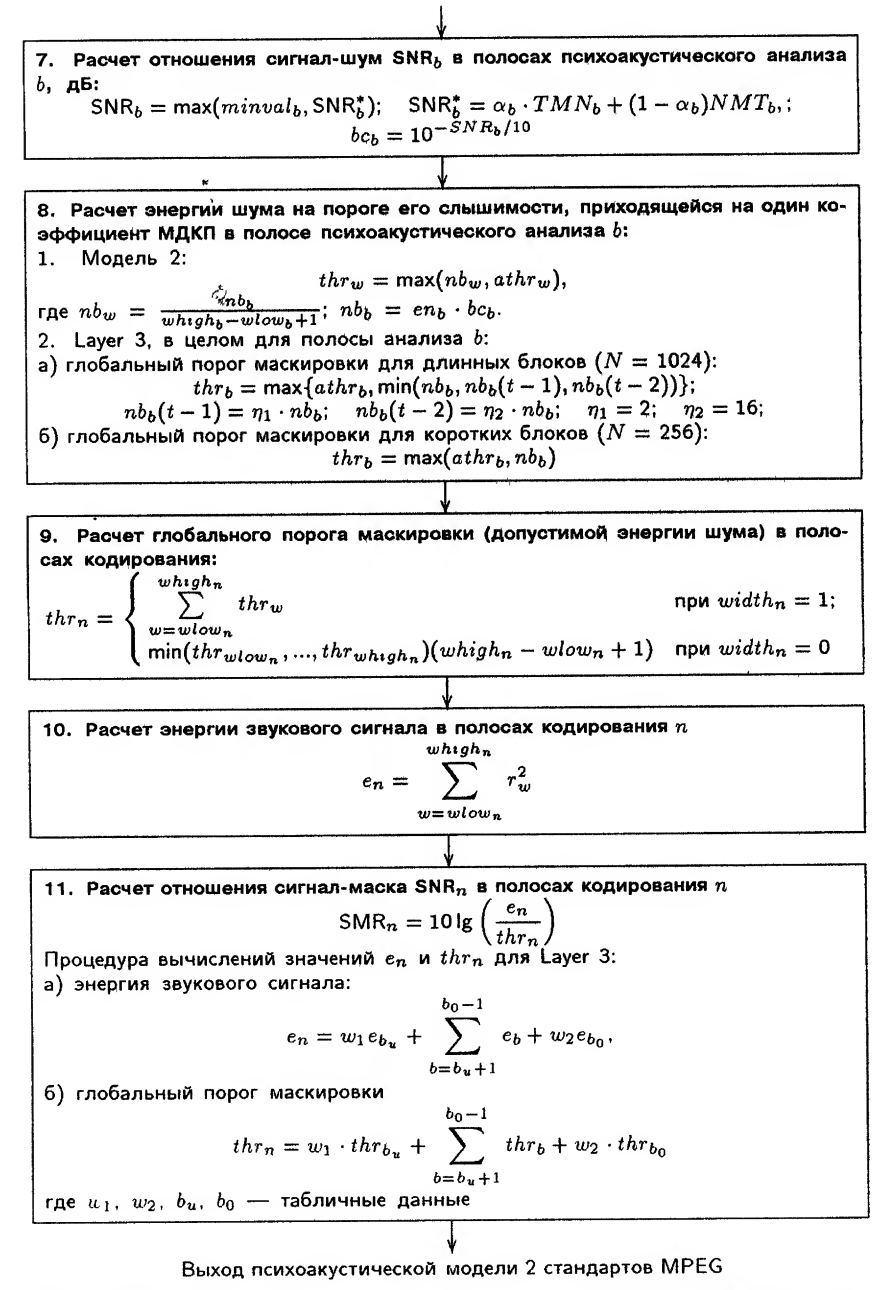 7. Расчет отношения сигнал-шум SNR_b в полосах психоакустического анализа
b, дБ:
SNR_b = max(minval_b, SNR*_b); SNR*_b = α_b · TMN_b + (1 − α_b)NMT_b, ;
bc_b = 10^{−SNR_b/10}
8. Расчет энергии шума на пороге его слышимости, приходящейся на один ко-
эффициент МДКП в полосе психоакустического анализа b:
1. Модель 2:
thr_w = max(nb_w, athr_w),
где nb_w = nb_b / (whigh_b − wlow_b + 1); nb_b = en_b · bc_b.
2. Layer 3, в целом для полосы анализа b:
а) глобальный порог маскировки для длинных блоков (N = 1024):
thr_b = max{athr_b, min(nb_b, nb_b(t − 1), nb_b(t − 2))};
nb_b(t − 1) = η_1 · nb_b; nb_b(t − 2) = η_2 · nb_b; η_1 = 2; η_2 = 16;
б) глобальный порог маскировки для коротких блоков (N = 256):
thr_b = max(athr_b, nb_b)
9. Расчет глобального порога маскировки (допустимой энергии шума) в поло-
сах кодирования:
thr_n = { ∑_{w=wlow_n}^{whigh_n} thr_w при width_n = 1;
min(thr_{wlow_n}, ..., thr_{whigh_n})(whigh_n − wlow_n + 1) при width_n = 0
10. Расчет энергии звукового сигнала в полосах кодирования n
e_n = ∑_{w=wlow_n}^{whigh_n} r_w^2
11. Расчет отношения сигнал-маска SNR_n в полосах кодирования n
SMR_n = 10 lg (e_n / thr_n)
Процедура вычислений значений e_n и thr_n для Layer 3:
а) энергия звукового сигнала:
e_n = w_1 e_{b_u} + ∑_{b=b_u+1}^{b_0−1} e_b + w_2 e_{b_0},
б) глобальный порог маскировки
thr_n = w_1 · thr_{b_u} + ∑_{b=b_u+1}^{b_0−1} thr_b + w_2 · thr_{b_0}
где w_1, w_2, b_u, b_0 — табличные данные
Выход психоакустической модели 2 стандартов MPEG